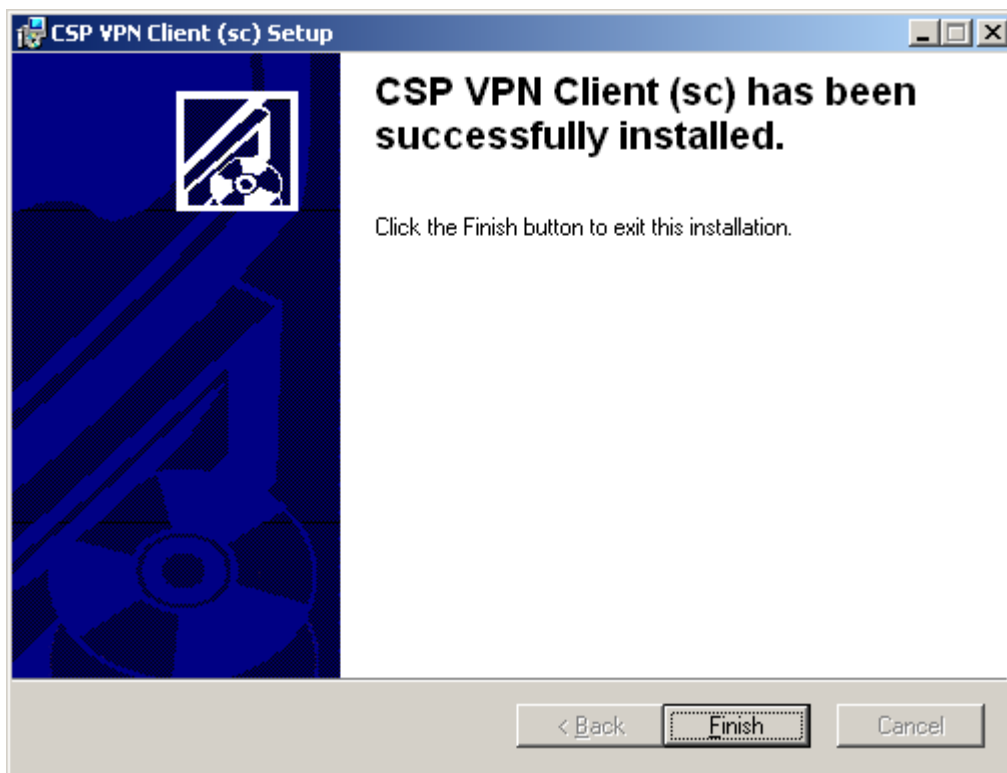 CSP VPN Client (sc) Setup
CSP VPN Client (sc) has been
successfully installed.
Click the Finish button to exit this installation.
< Back
Finish
Cancel